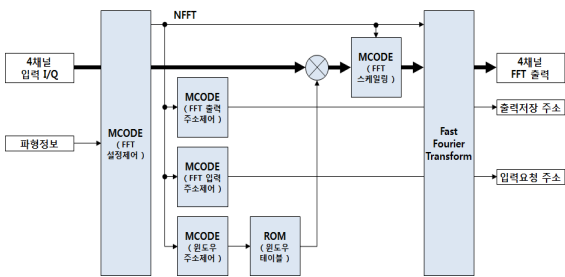 NFFT
4채널
입력 I/Q
MCODE
( FFT
스케일링)
4채널
FFT 출력
MCODE
( FFT 출력
주소제어)
출력저장 주소
파형정보
MCODE
( FFT
설정제어)
Fast
Fourier
Transform
MCODE
( FFT 입력
주소제어)
입력요청 주소
MCODE
( 윈도우
주소제어)
ROM
( 윈도우
테이블)